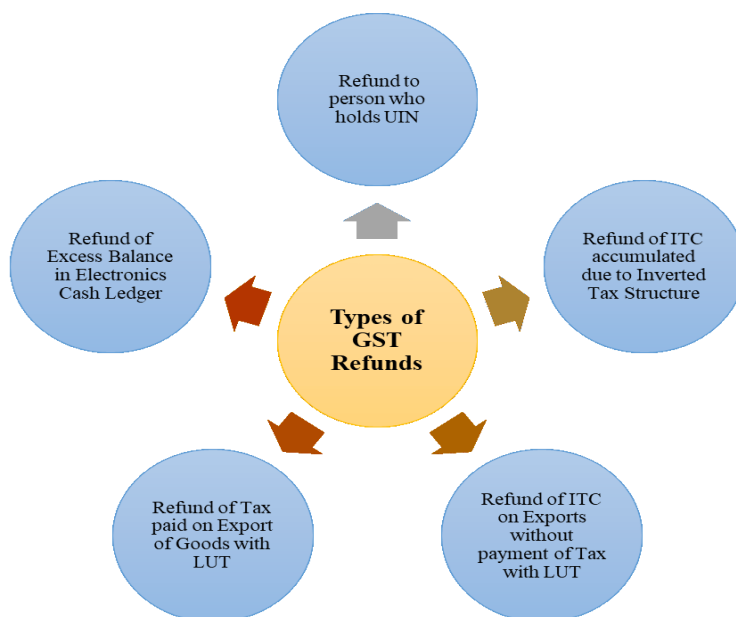 Refund to
person who
holds UIN
Refund of
Excess Balance
in Electronics
Cash Ledger
Refund of ITC
accumulated
due to Inverted
Tax Structure
Types of
GST
Refunds
Refund of Tax
paid on Export
of Goods with
LUT
Refund of ITC
on Exports
without
payment of Tax
with LUT